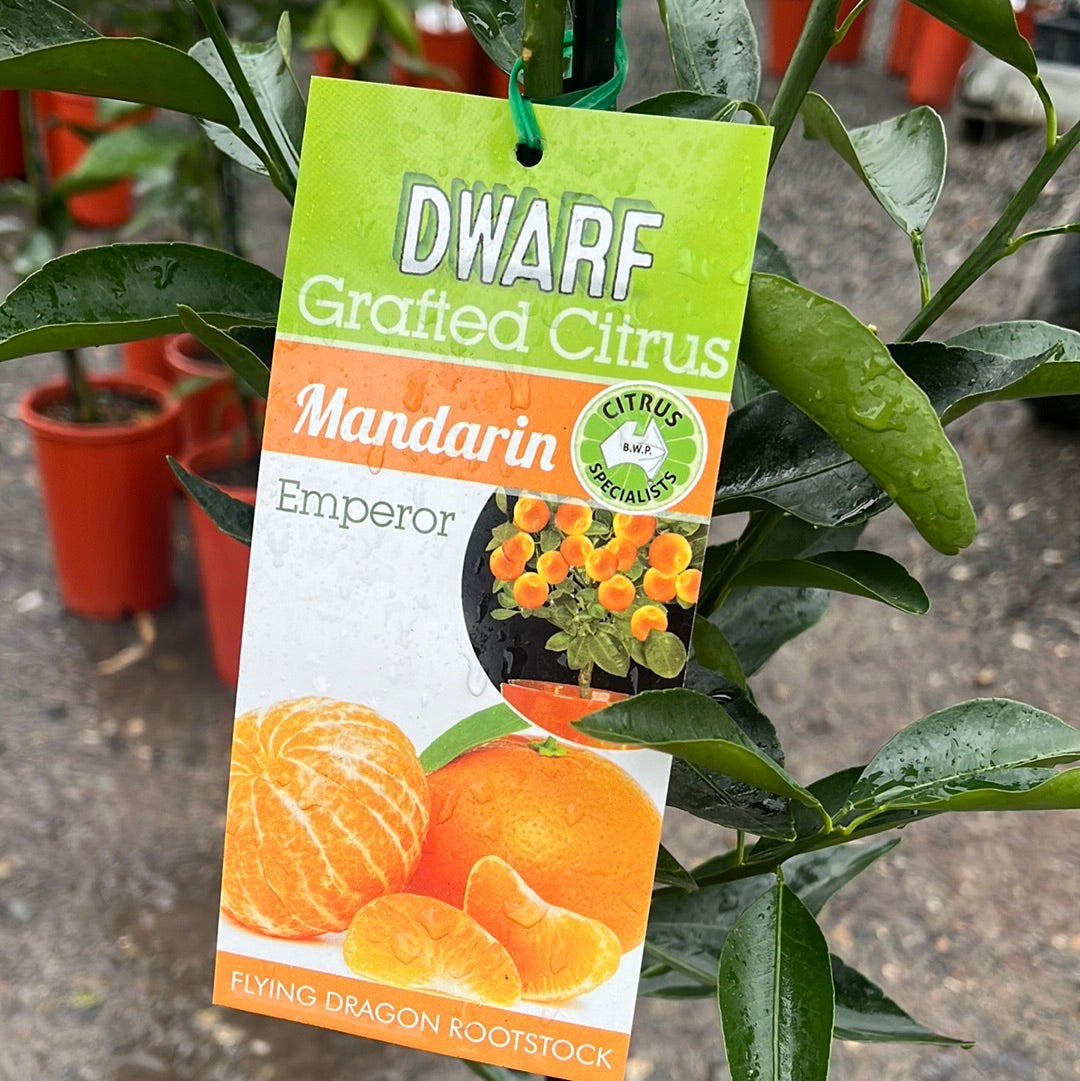 DWARF
Grafted Citrus
Mandarin
CITRUS
B.W.P.
SPECIALISTS
Emperor
FLYING DRAGON ROOTSTOCK